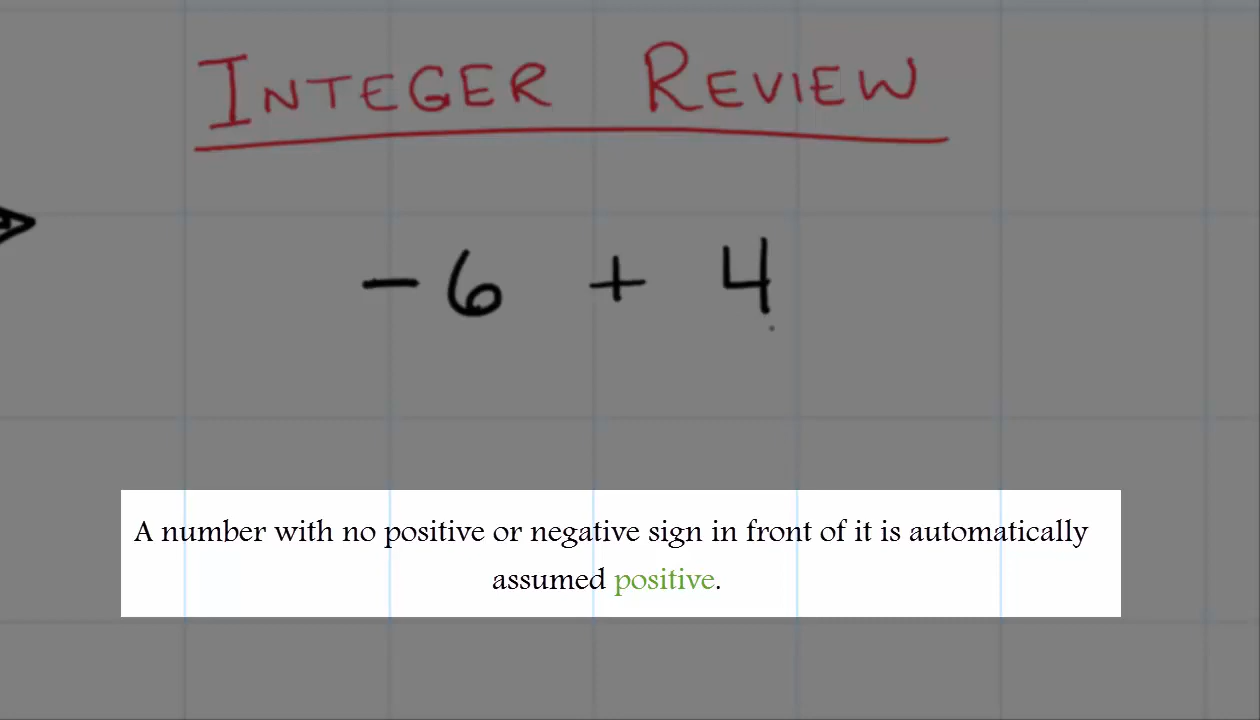 INTEGER REVIEW
-6 + 4
A number with no positive or negative sign in front of it is automatically
assumed positive.